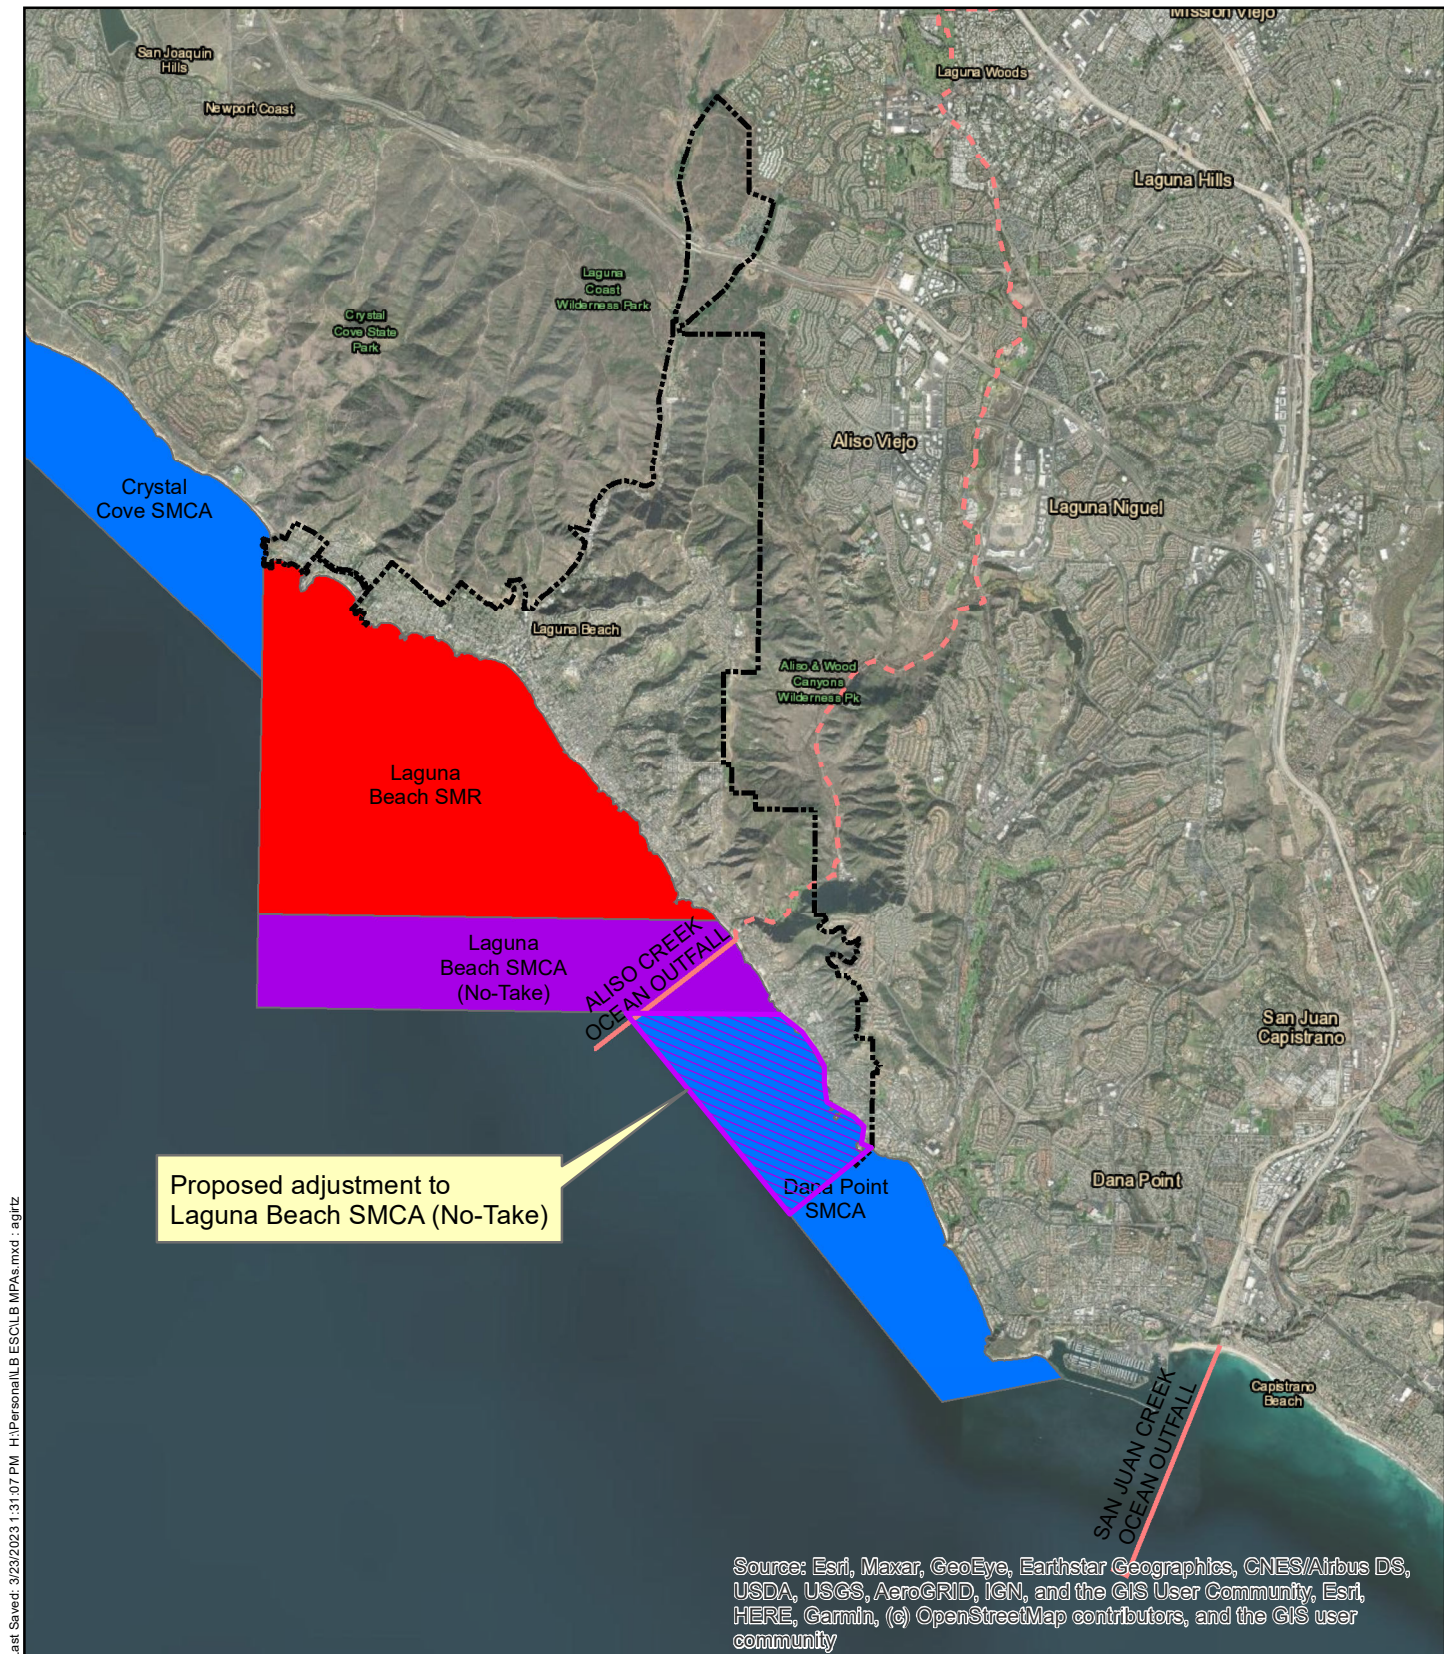 Mission Viejo
San Joaquin
Hills
Laguna Woods
Newport Coast
Laguna Hills
Laguna
Coast
Wilderness Park
Crystal
Cove State
Park
Aliso Viejo
Crystal
Cove SMCA
Laguna Niguel
Laguna Beach
Aliso & Wood
Canyons
Wilderness Pk
Laguna
Beach SMR
Laguna
Beach SMCA
(No-Take)
ALISO CREEK
OCEAN OUTFALL
San Juan
Capistrano
Proposed adjustment to
Laguna Beach SMCA (No-Take)
Dana Point
SMCA
Dana Point
Capistrano
Beach
SAN JUAN CREEK
OCEAN OUTFALL
Source: Esri, Maxar, GeoEye, Earthstar Geographics, CNES/Airbus DS,
USDA, USGS, AeroGRID, IGN, and the GIS User Community, Esri,
HERE, Garmin, (c) OpenStreetMap contributors, and the GIS user
community
ast Saved: 3/23/2023 1:31:07 PM H:\Personal\LB ESC\LB MPAs.mxd : agirtz